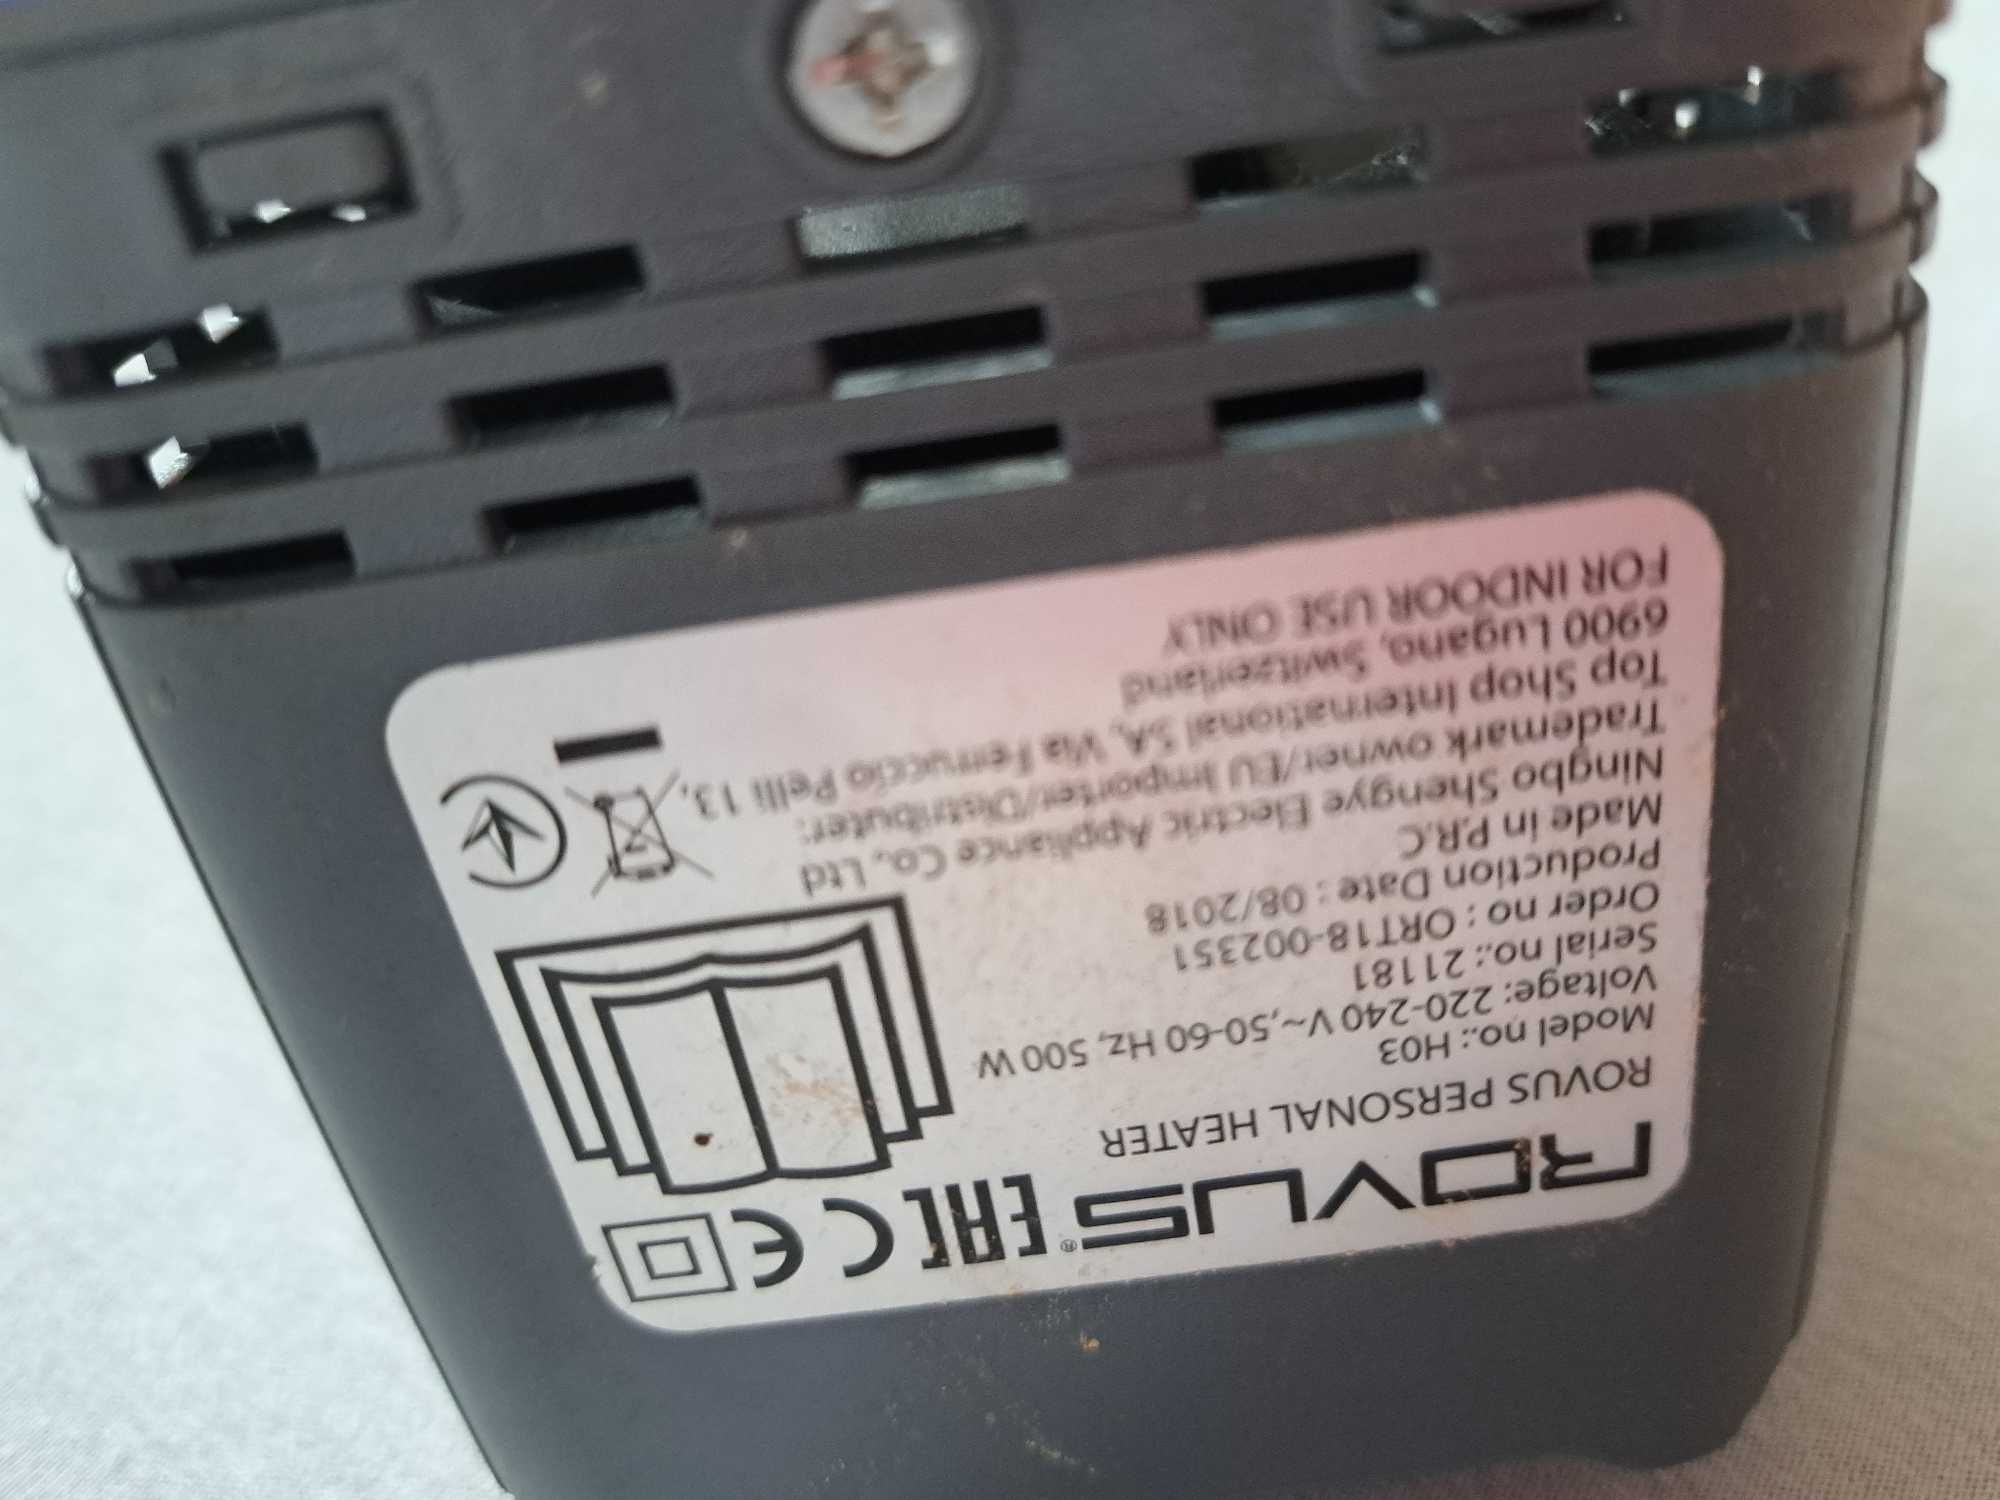 ROVUS® EAC CE
ROVUS PERSONAL HEATER
Model no.: H03
Voltage: 220-240 V~,50-60 Hz, 500 W
Serial no.: 21181
Order no : ORT18-002351
Production Date : 08/2018
Made in P.R.C
Ningbo Shengye Electric Appliance Co., Ltd
Trademark owner/EU Importer/Distributer:
Top Shop International SA, Via Ferruccio Pelli 13,
6900 Lugano, Switzerland
FOR INDOOR USE ONLY